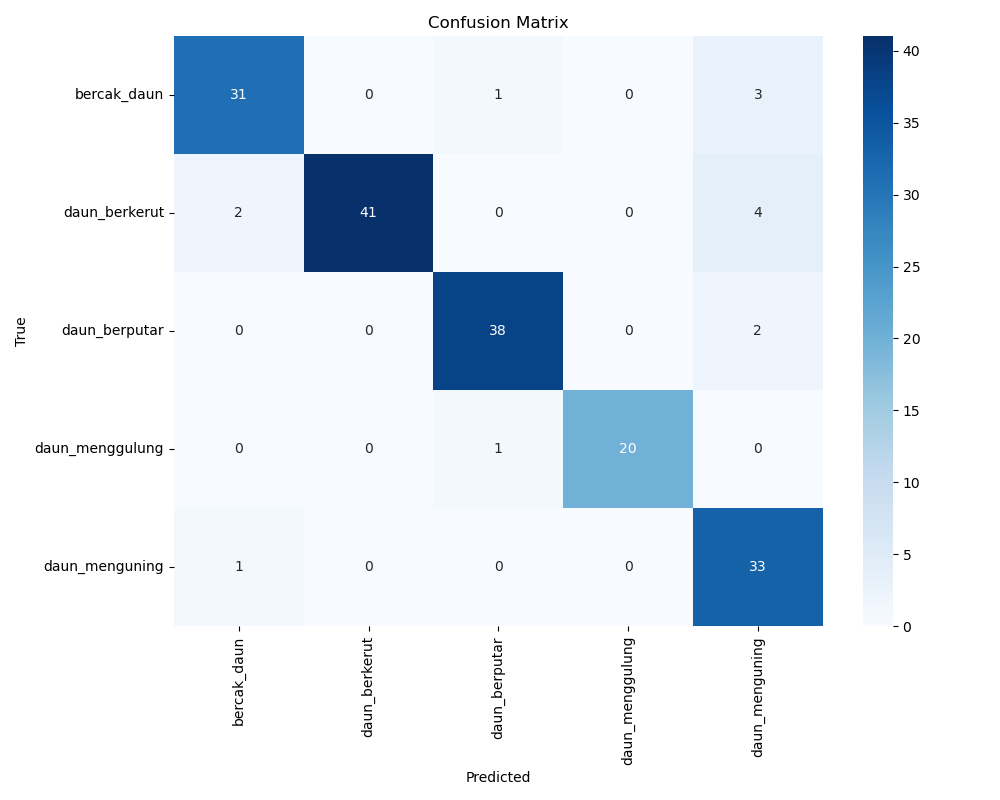 Confusion Matrix
True
bercak_daun 31 0 1 0 3
daun_berkerut 2 41 0 0 4
daun_berputar 0 0 38 0 2
daun_menggulung 0 0 1 20 0
daun_menguning 1 0 0 0 33
bercak_daun daun_berkerut daun_berputar daun_menggulung daun_menguning
Predicted
40
35
30
25
20
15
10
5
0